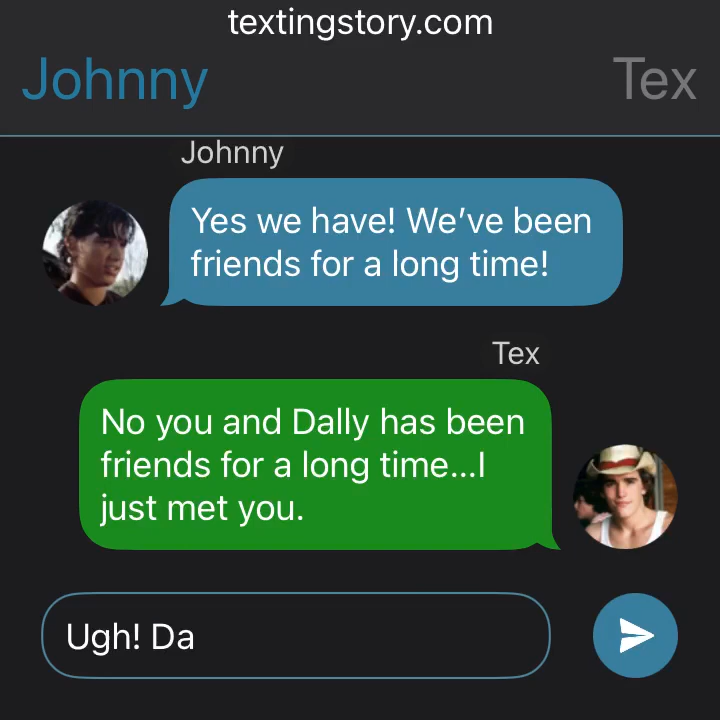 textingstory.com
Johnny Tex
Johnny
Yes we have! We’ve been
friends for a long time!
Tex
No you and Dally has been
friends for a long time...I
just met you.
Ugh! Da